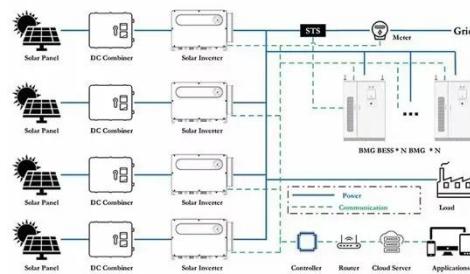 STS
Meter
Grid
Solar Panel DC Combiner Solar Inverter
Solar Panel DC Combiner Solar Inverter
BMG BESS * N BMG * N
Solar Panel DC Combiner Solar Inverter
Power
Communication
Load
Solar Panel DC Combiner Solar Inverter
Controller Router Cloud Server Application